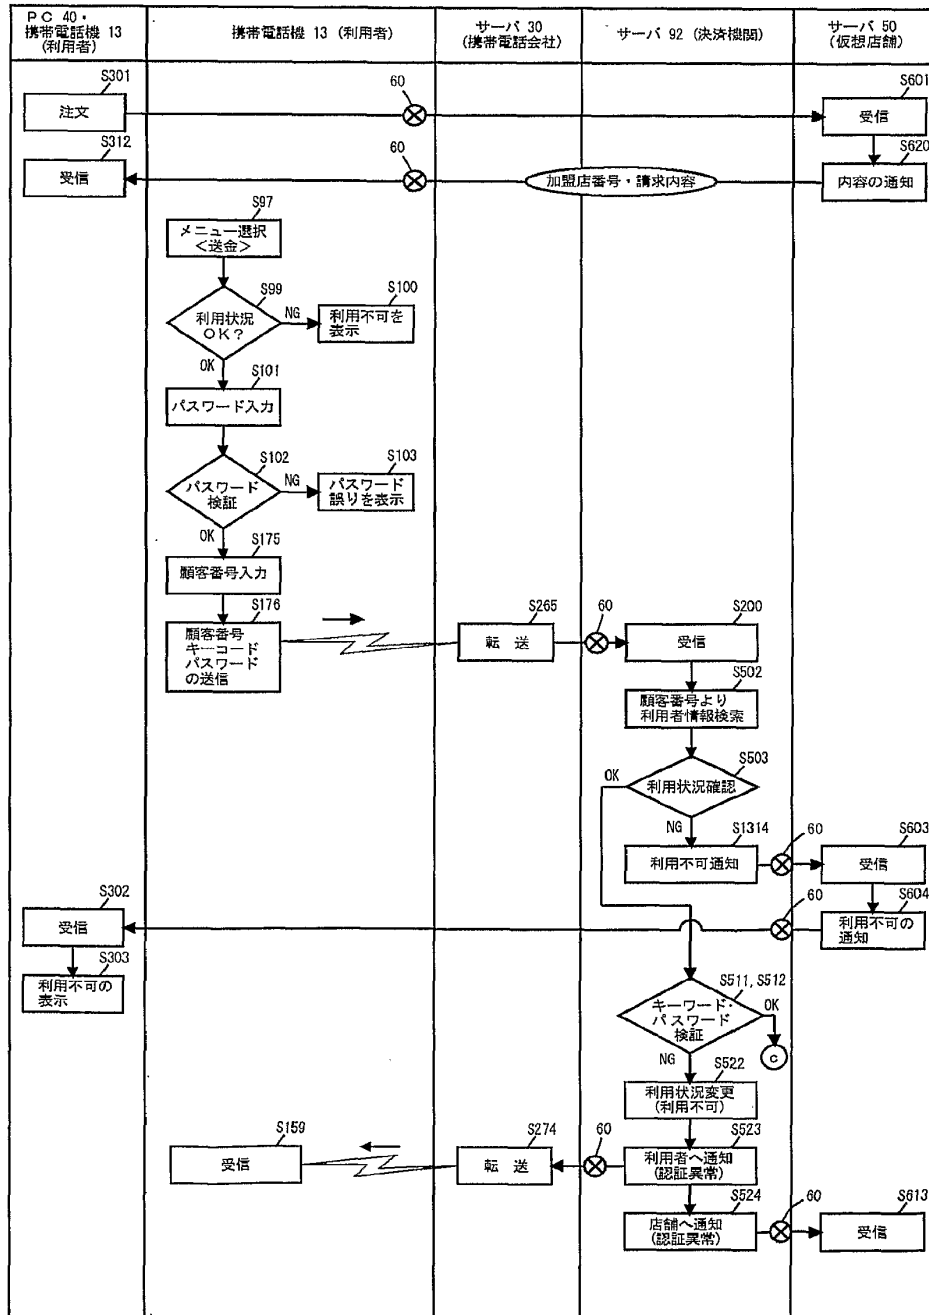 ＰＣ 40・
携帯電話機 13
(利用者)
携帯電話機 13 (利用者)
サーバ 30
(携帯電話会社)
サーバ 92 (決済機関)
サーバ 50
(仮想店舗)
S301
注文
60
S601
受信
S312
受信
60
加盟店番号・請求内容
S620
内容の通知
S97
メニュー選択
＜送金＞
S99
利用状況
ＯＫ？
NG
S100
利用不可を
表示
OK
S101
パスワード入力
S102
パスワード
検証
NG
S103
パスワード
誤りを表示
OK
S175
顧客番号入力
S176
顧客番号
キーコード
パスワード
の送信
S265
転 送
60
S200
受信
S502
顧客番号より
利用者情報検索
S503
利用状況確認
OK
NG
S1314
利用不可通知
60
S603
受信
S302
受信
60
S604
利用不可の
通知
S303
利用不可の
表示
S511, S512
キーワード・
パスワード
検証
OK
c
NG
S522
利用状況変更
(利用不可)
S159
受信
S274
転 送
60
S523
利用者へ通知
(認証異常)
S524
店舗へ通知
(認証異常)
60
S613
受信